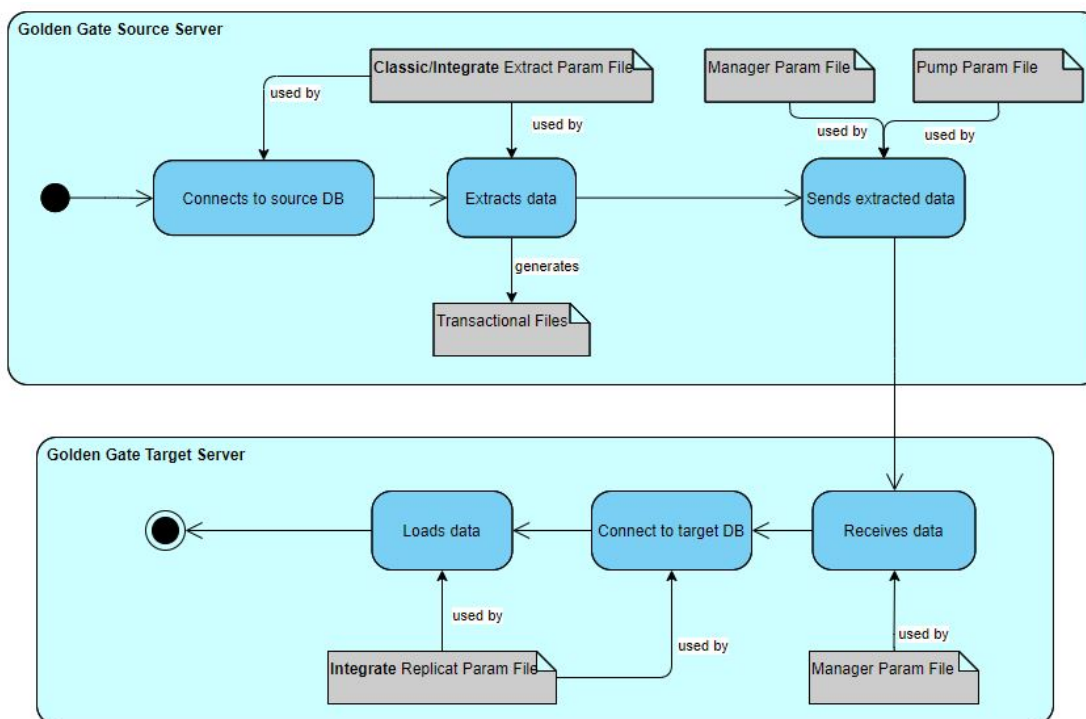 Golden Gate Source Server
Classic/Integrate Extract Param File
Manager Param File
Pump Param File
used by
used by
used by
used by
Connects to source DB
Extracts data
Sends extracted data
generates
Transactional Files
Golden Gate Target Server
Loads data
Connect to target DB
Receives data
used by
used by
used by
Integrate Replicat Param File
Manager Param File